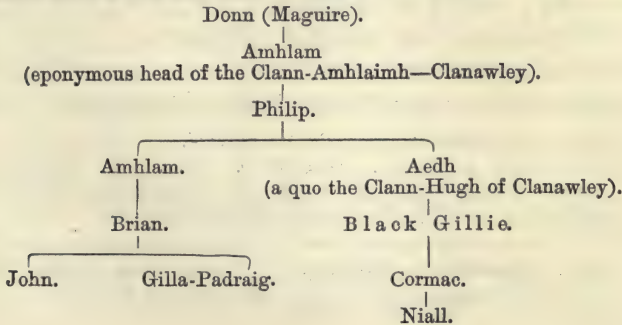 Donn (Maguire).
Amhlam
(eponymous head of the Clann-Amhlaimh—Clanawley).
Philip.
Amhlam. Aedh
(a quo the Clann-Hugh of Clanawley).
Brian. Black Gillie.
John. Gilla-Padraig. Cormac.
Niall.